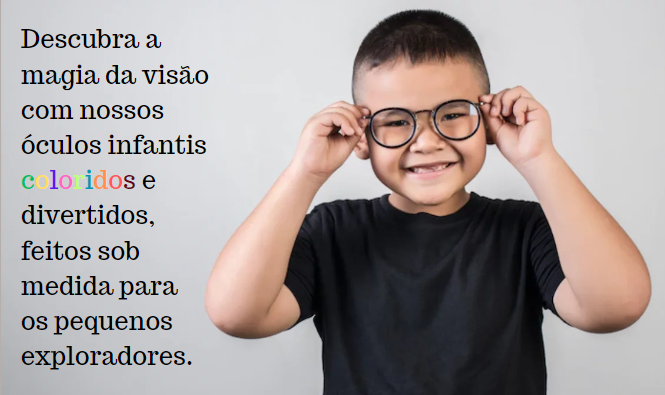 Descubra a
magia da visão
com nossos
óculos infantis
coloridos e
divertidos,
feitos sob
medida para
os pequenos
exploradores.